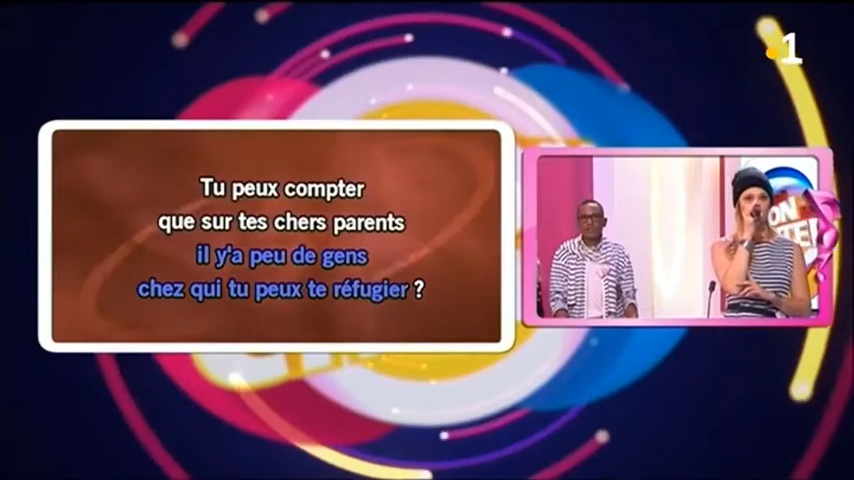 1
Tu peux compter
que sur tes chers parents
il y'a peu de gens
chez qui tu peux te réfugier ?
ON